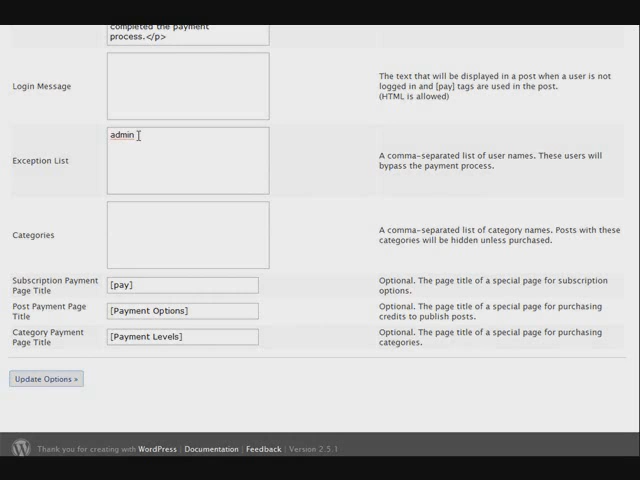 completed the payment
process.</p>
Login Message
The text that will be displayed in a post when a user is not
logged in and [pay] tags are used in the post.
(HTML is allowed)
admin
Exception List
A comma-separated list of user names. These users will
bypass the payment process.
Categories
A comma-separated list of category names. Posts with these
categories will be hidden unless purchased.
Subscription Payment
Page Title
[pay]
Optional. The page title of a special page for subscription
options.
Post Payment Page
Title
[Payment Options]
Optional. The page title of a special page for purchasing
credits to publish posts.
Category Payment
Page Title
[Payment Levels]
Optional. The page title of a special page for purchasing
categories.
Update Options »
Thank you for creating with WordPress | Documentation | Feedback | Version 2.5.1